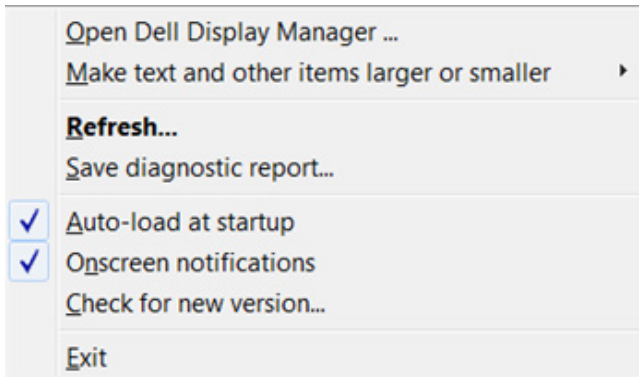 Open Dell Display Manager ...
Make text and other items larger or smaller
Refresh...
Save diagnostic report...
Auto-load at startup
Onscreen notifications
Check for new version...
Exit